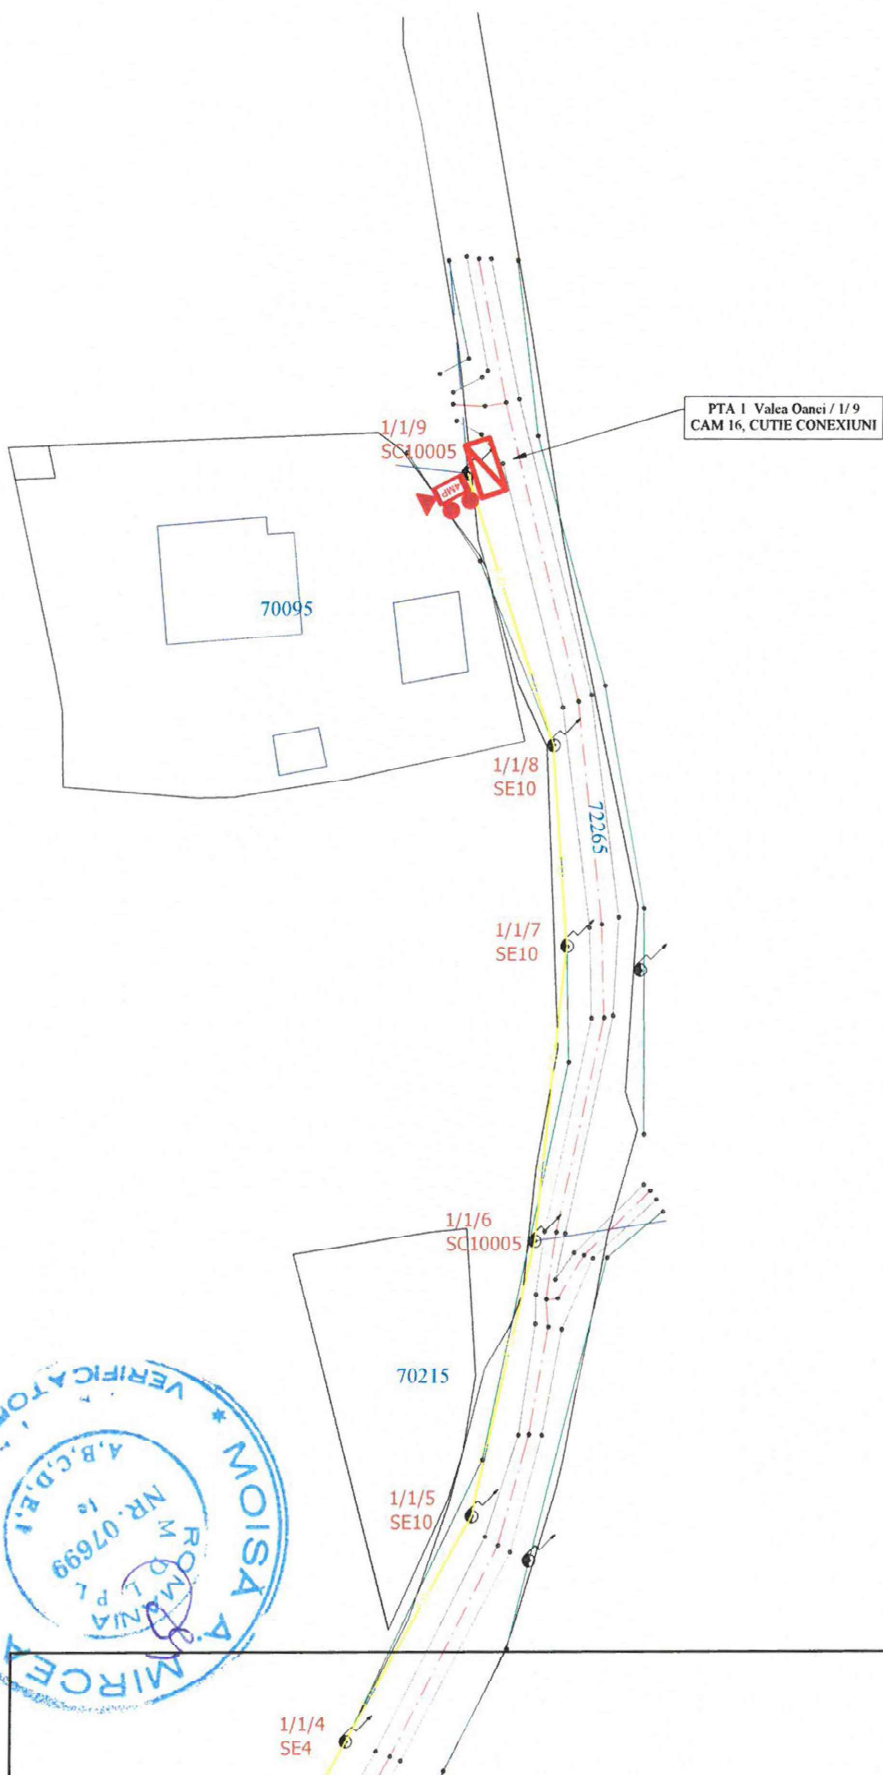 1/1/9
SC10005
PTA 1 Valea Oanei / 1/ 9
CAM 16, CUTIE CONEXIUNI
4MP
70095
1/1/8
SE10
72265
1/1/7
SE10
1/1/6
SC10005
70215
1/1/5
SE10
VERIFICATOR
* MOISA A. MIRCEA
A,B,C,D,E,I
Ie
NR. 07699
M D L P L
ROMANIA
1/1/4
SE4